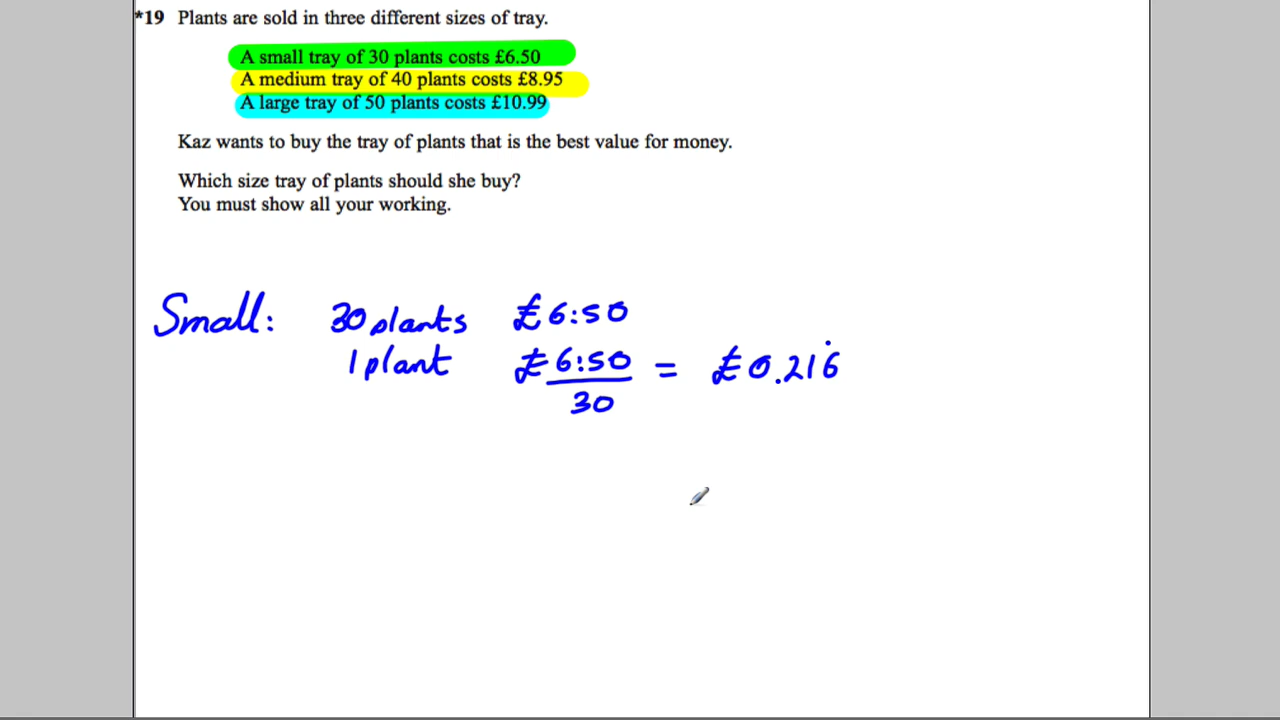 *19 Plants are sold in three different sizes of tray.
A small tray of 30 plants costs £6.50
A medium tray of 40 plants costs £8.95
A large tray of 50 plants costs £10.99
Kaz wants to buy the tray of plants that is the best value for money.
Which size tray of plants should she buy?
You must show all your working.
Small: 30 plants £6:50
1 plant £6:50/30 = £0.216̇